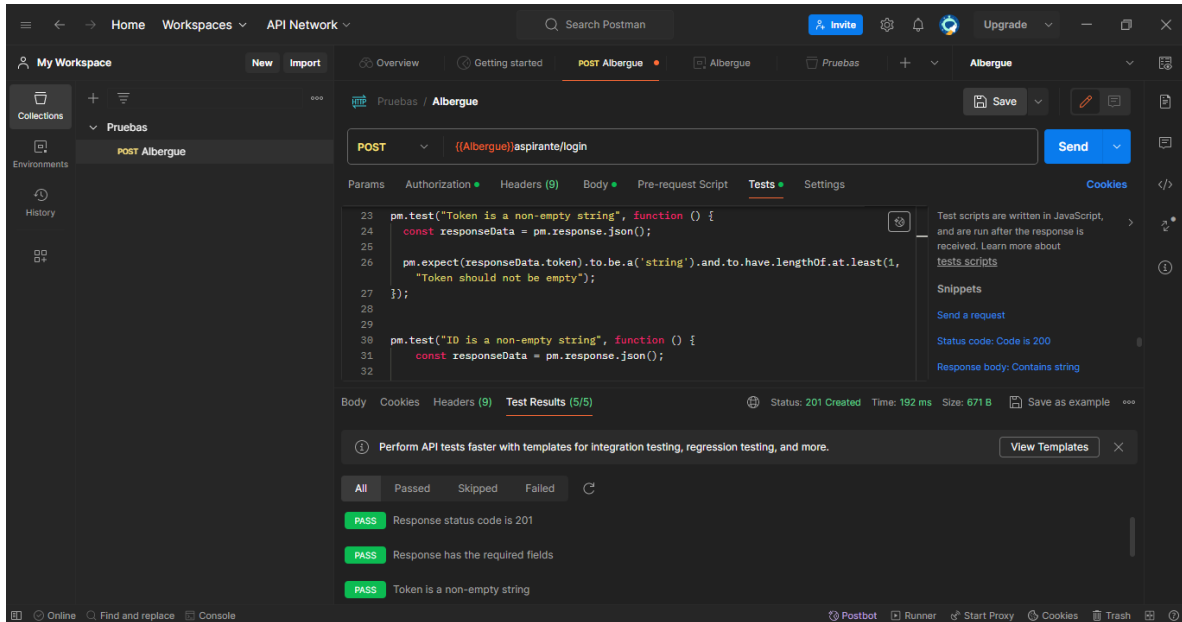 Home Workspaces API Network Search Postman Invite Upgrade
My Workspace New Import Overview Getting started POST Albergue Albergue Pruebas Albergue
Collections
Environments
History
Pruebas
POST Albergue
HTTP Pruebas / Albergue Save
POST {{Albergue}}aspirante/login Send
Params Authorization Headers (9) Body Pre-request Script Tests Settings Cookies
23 pm.test("Token is a non-empty string", function () {
24 const responseData = pm.response.json();
25
26 pm.expect(responseData.token).to.be.a('string').and.to.have.lengthOf.at.least(1,
"Token should not be empty");
27 });
28
29
30 pm.test("ID is a non-empty string", function () {
31 const responseData = pm.response.json();
32
Test scripts are written in JavaScript,
and are run after the response is
received. Learn more about
tests scripts
Snippets
Send a request
Status code: Code is 200
Response body: Contains string
Body Cookies Headers (9) Test Results (5/5) Status: 201 Created Time: 192 ms Size: 671 B Save as example
Perform API tests faster with templates for integration testing, regression testing, and more. View Templates
All Passed Skipped Failed
PASS Response status code is 201
PASS Response has the required fields
PASS Token is a non-empty string
Online Find and replace Console Postbot Runner Start Proxy Cookies Trash